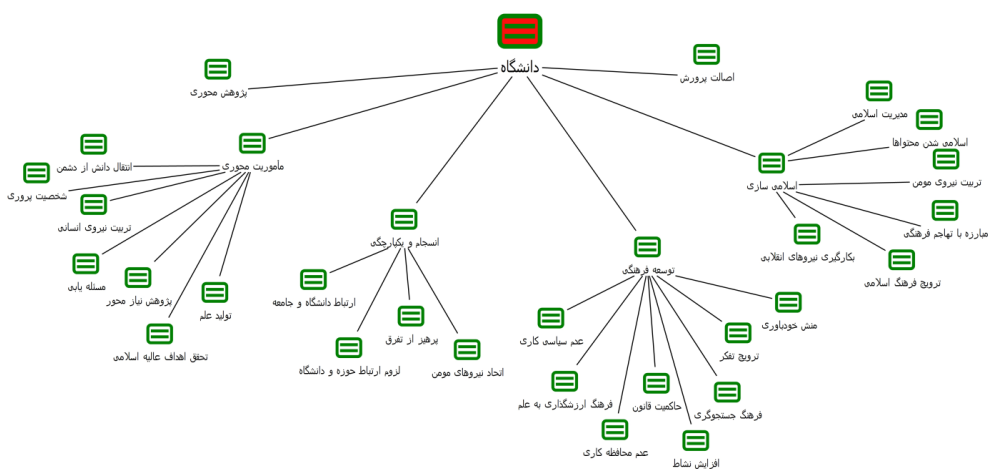 دانشگاه
اصالت پرورش
پژوهش محوری
مدیریت اسلامی
اسلامی شدن محتواها
مأموریت محوری
انتقال دانش از دشمن
تربیت نیروی مومن
اسلامی سازی
شخصیت پروری
تربیت نیروی انسانی
مبارزه با تهاجم فرهنگی
انسجام و یکپارچگی
بکارگیری نیروهای انقلابی
توسعه فرهنگی
ترویج فرهنگ اسلامی
مسئله یابی
پژوهش نیاز محور
ارتباط دانشگاه و جامعه
تولید علم
منش خودباوری
پرهیز از تفرق
عدم سیاسی کاری
تحقق اهداف عالیه اسلامی
ترویج تفکر
لزوم ارتباط حوزه و دانشگاه
اتحاد نیروهای مومن
فرهنگ ارزشگذاری به علم
حاکمیت قانون
فرهنگ جستجوگری
عدم محافظه کاری
افزایش نشاط